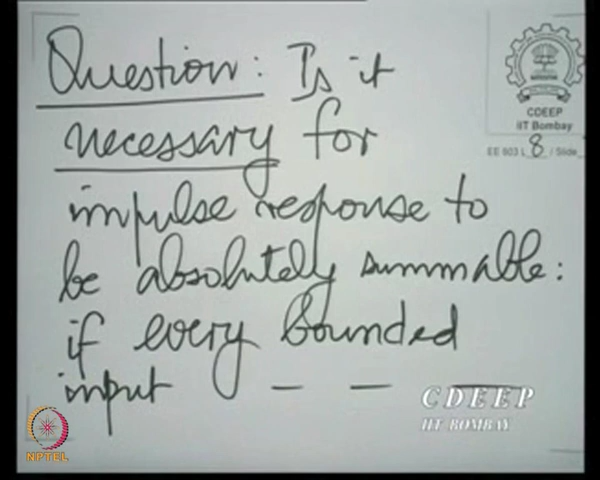 Question: Is it
necessary for
impulse response to
be absolutely summable:
if every bounded
input — — —
CDEEP
IIT Bombay
EE 603 L 8 / Slide
CDEEP
IIT BOMBAY
NPTEL